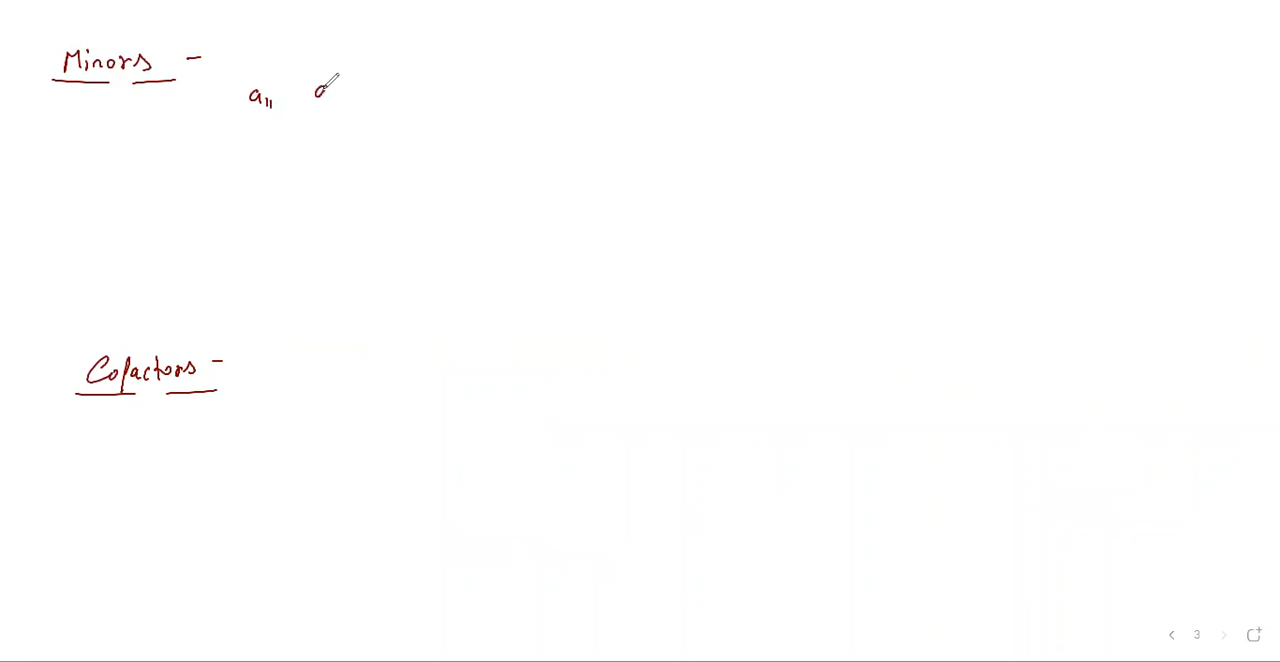 Minors -
a₁₁ a
Cofactors -
3